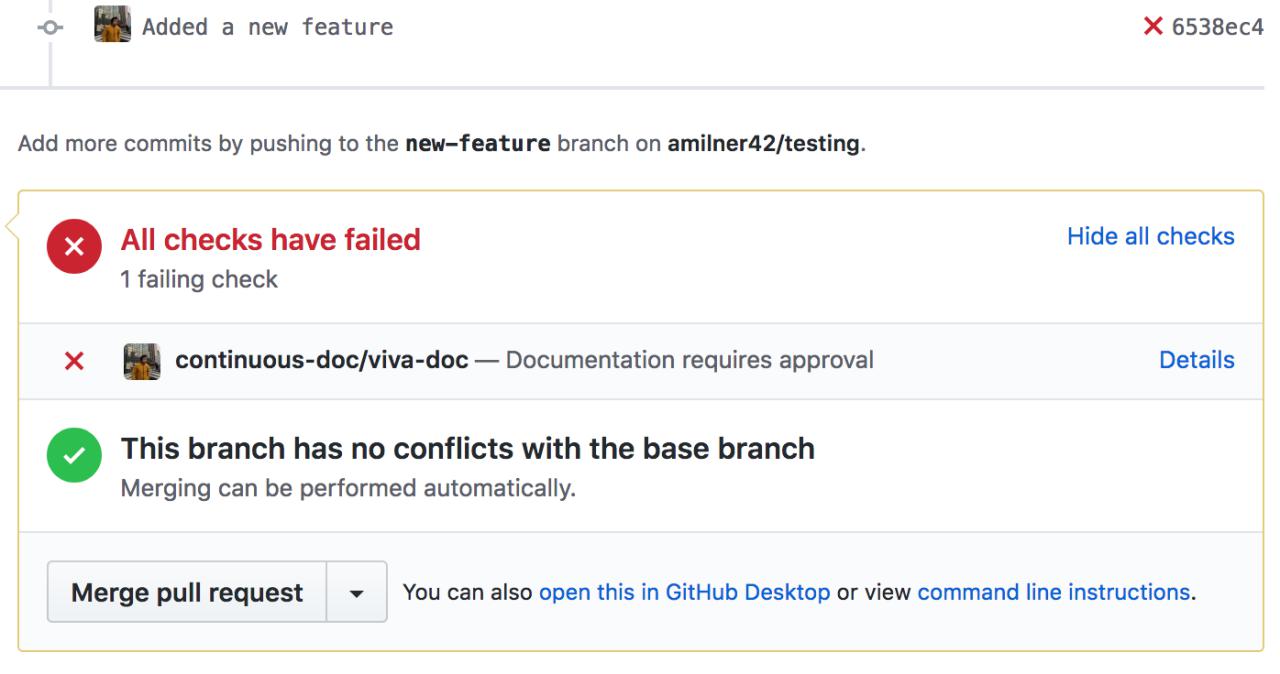 Added a new feature 6538ec4
Add more commits by pushing to the new-feature branch on amilner42/testing.
All checks have failed Hide all checks
1 failing check
continuous-doc/viva-doc — Documentation requires approval Details
This branch has no conflicts with the base branch
Merging can be performed automatically.
Merge pull request You can also open this in GitHub Desktop or view command line instructions.